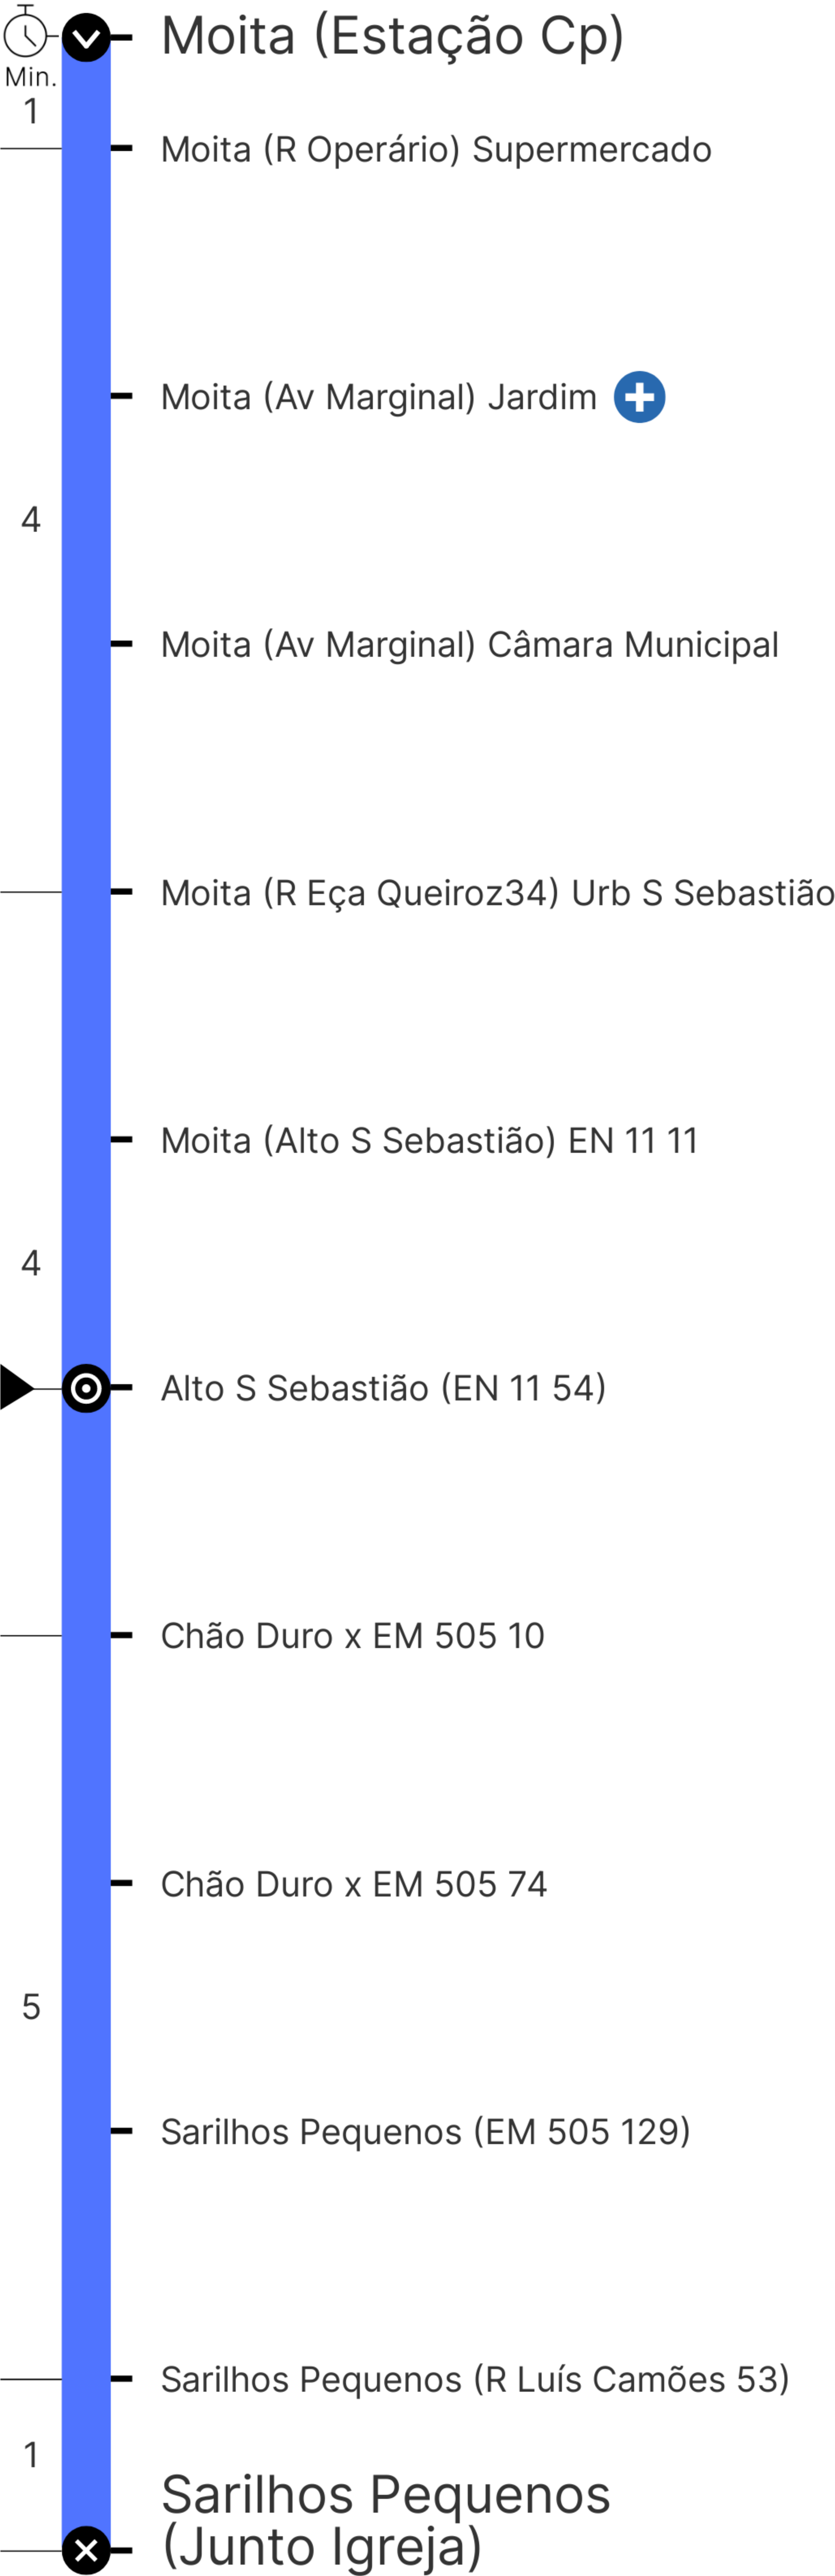 Moita (Estação Cp)
Min.
1
Moita (R Operário) Supermercado
Moita (Av Marginal) Jardim
4
Moita (Av Marginal) Câmara Municipal
Moita (R Eça Queiroz34) Urb S Sebastião
Moita (Alto S Sebastião) EN 11 11
4
Alto S Sebastião (EN 11 54)
Chão Duro x EM 505 10
Chão Duro x EM 505 74
5
Sarilhos Pequenos (EM 505 129)
Sarilhos Pequenos (R Luís Camões 53)
1
Sarilhos Pequenos
(Junto Igreja)